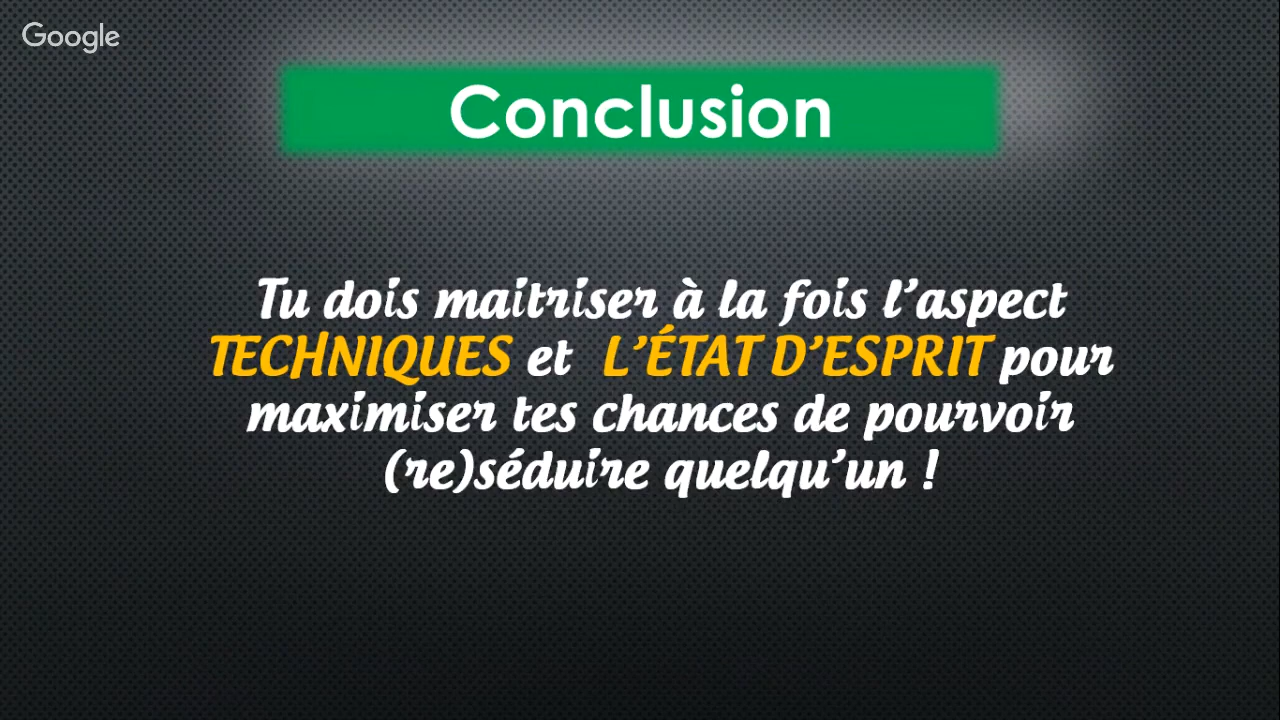 Google
Conclusion
Tu dois maitriser à la fois l'aspect
TECHNIQUES et L'ÉTAT D'ESPRIT pour
maximiser tes chances de pourvoir
(re)séduire quelqu'un !